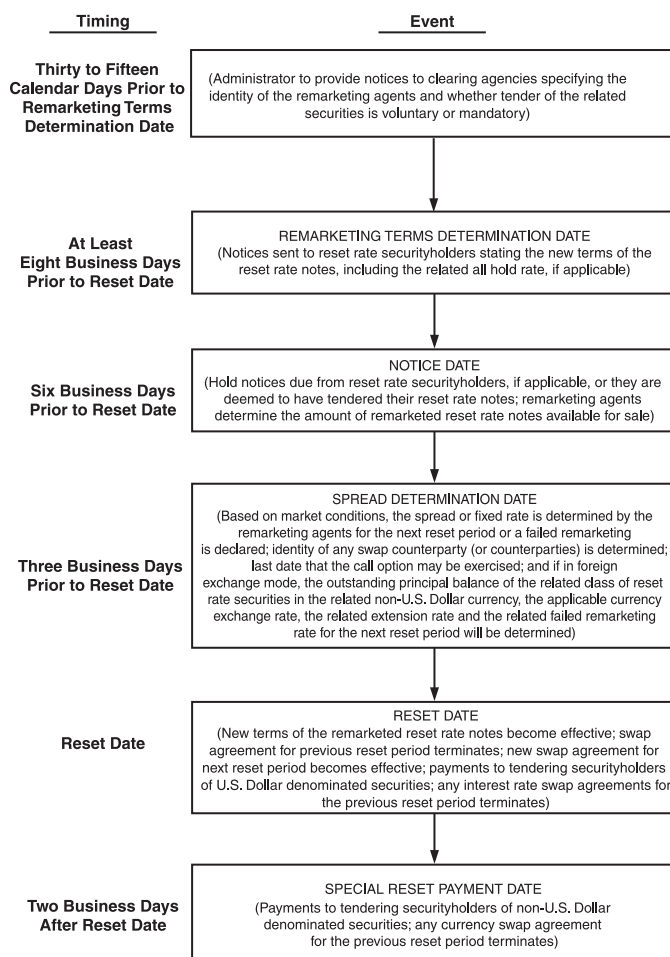 Timing
Event
Thirty to Fifteen
Calendar Days Prior to
Remarketing Terms
Determination Date
(Administrator to provide notices to clearing agencies specifying the
identity of the remarketing agents and whether tender of the related
securities is voluntary or mandatory)
At Least
Eight Business Days
Prior to Reset Date
REMARKETING TERMS DETERMINATION DATE
(Notices sent to reset rate securityholders stating the new terms of the
reset rate notes, including the related all hold rate, if applicable)
Six Business Days
Prior to Reset Date
NOTICE DATE
(Hold notices due from reset rate securityholders, if applicable, or they are
deemed to have tendered their reset rate notes; remarketing agents
determine the amount of remarketed reset rate notes available for sale)
Three Business Days
Prior to Reset Date
SPREAD DETERMINATION DATE
(Based on market conditions, the spread or fixed rate is determined by the
remarketing agents for the next reset period or a failed remarketing
is declared; identity of any swap counterparty (or counterparties) is determined;
last date that the call option may be exercised; and if in foreign
exchange mode, the outstanding principal balance of the related class of reset
rate securities in the related non-U.S. Dollar currency, the applicable currency
exchange rate, the related extension rate and the related failed remarketing
rate for the next reset period will be determined)
Reset Date
RESET DATE
(New terms of the remarketed reset rate notes become effective; swap
agreement for previous reset period terminates; new swap agreement for
next reset period becomes effective; payments to tendering securityholders
of U.S. Dollar denominated securities; any interest rate swap agreements for
the previous reset period terminates)
Two Business Days
After Reset Date
SPECIAL RESET PAYMENT DATE
(Payments to tendering securityholders of non-U.S. Dollar
denominated securities; any currency swap agreement
for the previous reset period terminates)